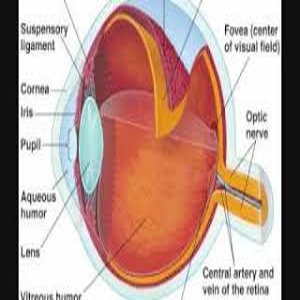 Suspensory
ligament
Cornea
Iris
Pupil
Aqueous
humor
Lens
Vitreous humor
Fovea (center
of visual field)
Optic
nerve
Central artery and
vein of the retina